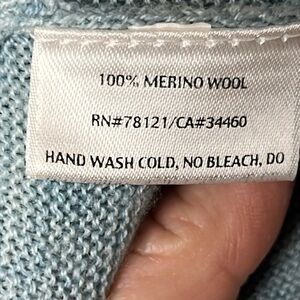 100% MERINO WOOL
RN#78121/CA#34460
HAND WASH COLD, NO BLEACH, DO